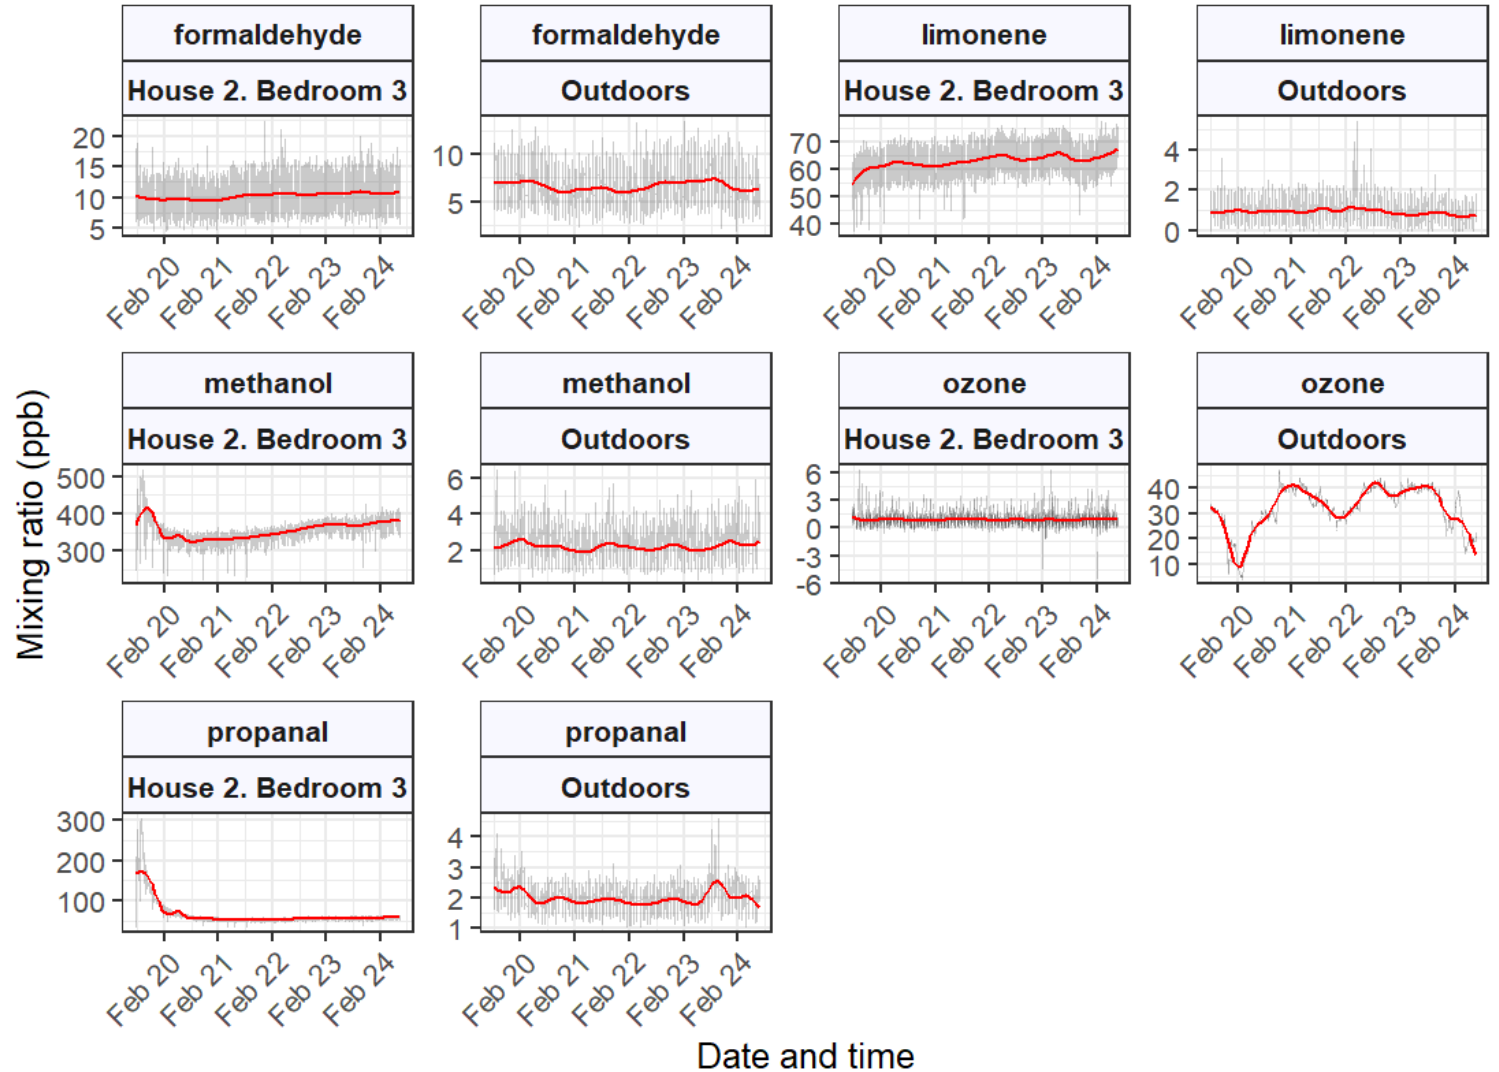 formaldehyde
House 2. Bedroom 3
20
15
10
5
Feb 20
Feb 21
Feb 22
Feb 23
Feb 24
formaldehyde
Outdoors
10
5
Feb 20
Feb 21
Feb 22
Feb 23
Feb 24
limonene
House 2. Bedroom 3
70
60
50
40
Feb 20
Feb 21
Feb 22
Feb 23
Feb 24
limonene
Outdoors
4
2
0
Feb 20
Feb 21
Feb 22
Feb 23
Feb 24
Mixing ratio (ppb)
methanol
House 2. Bedroom 3
500
400
300
Feb 20
Feb 21
Feb 22
Feb 23
Feb 24
methanol
Outdoors
6
4
2
Feb 20
Feb 21
Feb 22
Feb 23
Feb 24
ozone
House 2. Bedroom 3
6
3
0
-3
-6
Feb 20
Feb 21
Feb 22
Feb 23
Feb 24
ozone
Outdoors
40
30
20
10
Feb 20
Feb 21
Feb 22
Feb 23
Feb 24
propanal
House 2. Bedroom 3
300
200
100
Feb 20
Feb 21
Feb 22
Feb 23
Feb 24
propanal
Outdoors
4
3
2
1
Feb 20
Feb 21
Feb 22
Feb 23
Feb 24
Date and time